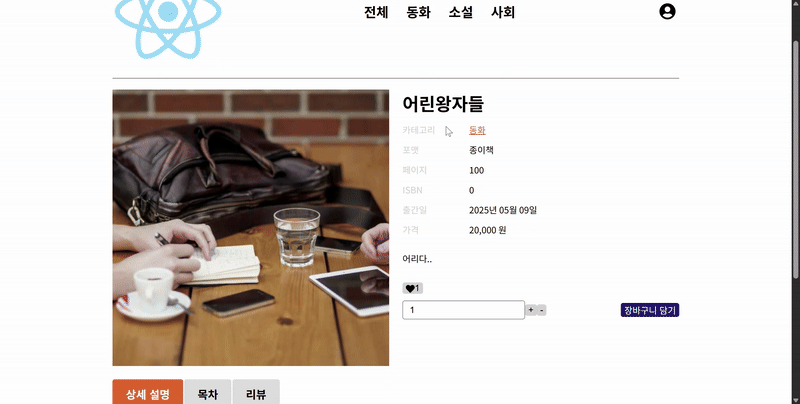 전체 동화 소설 사회
어린왕자들
카테고리 동화
포맷 종이책
페이지 100
ISBN 0
출간일 2025년 05월 09일
가격 20,000 원
어리다..
1
1 + - 장바구니 담기
상세 설명 목차 리뷰